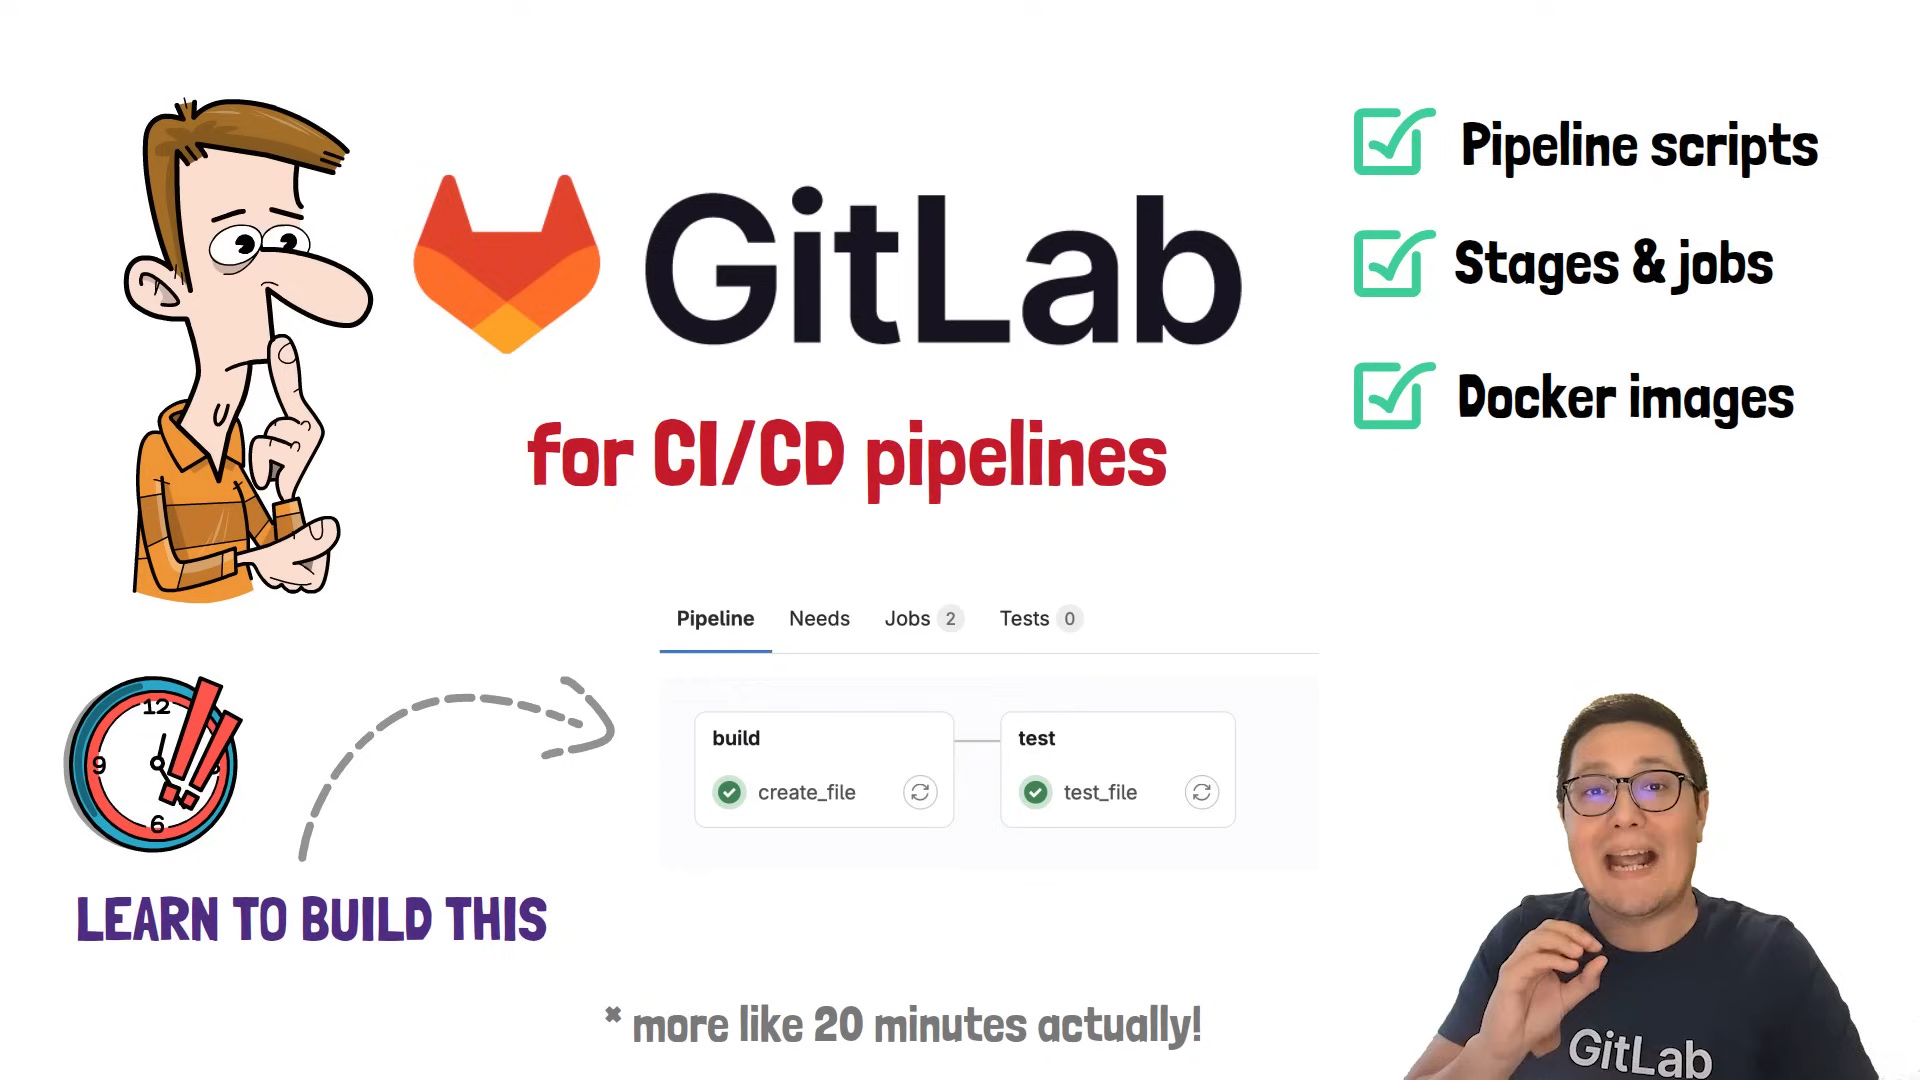 GitLab
for CI/CD pipelines
Pipeline scripts
Stages & jobs
Docker images
Pipeline Needs Jobs 2 Tests 0
build
create_file
test
test_file
12
9
6
LEARN TO BUILD THIS
* more like 20 minutes actually!
GitLab